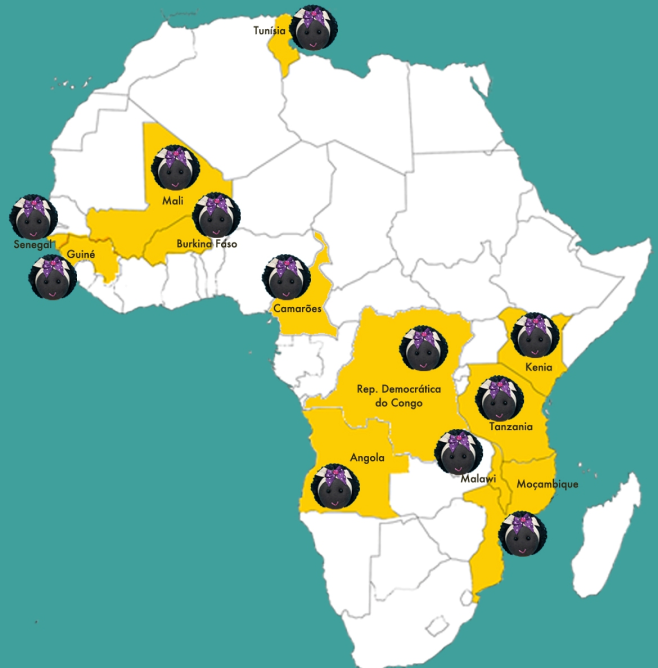 Tunísia
Mali
Senegal
Burkina Faso
Guiné
Camarões
Kenia
Rep. Democrática
do Congo
Tanzania
Angola
Malawi
Moçambique